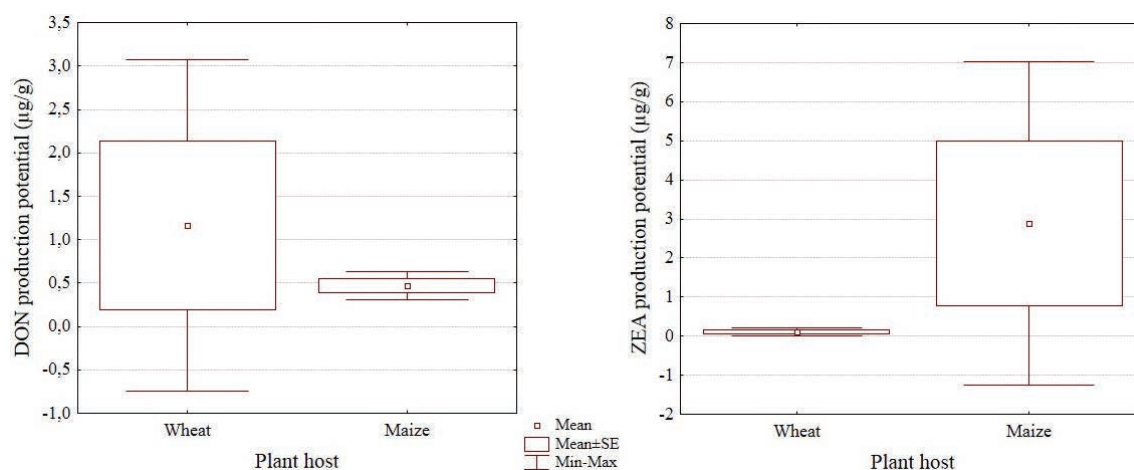 DON production potential (µg/g)
3,5
3,0
2,5
2,0
1,5
1,0
0,5
0,0
-0,5
-1,0
Wheat
Maize
Plant host
Mean
Mean±SE
Min-Max
ZEA production potential (µg/g)
8
7
6
5
4
3
2
1
0
-1
-2
Wheat
Maize
Plant host